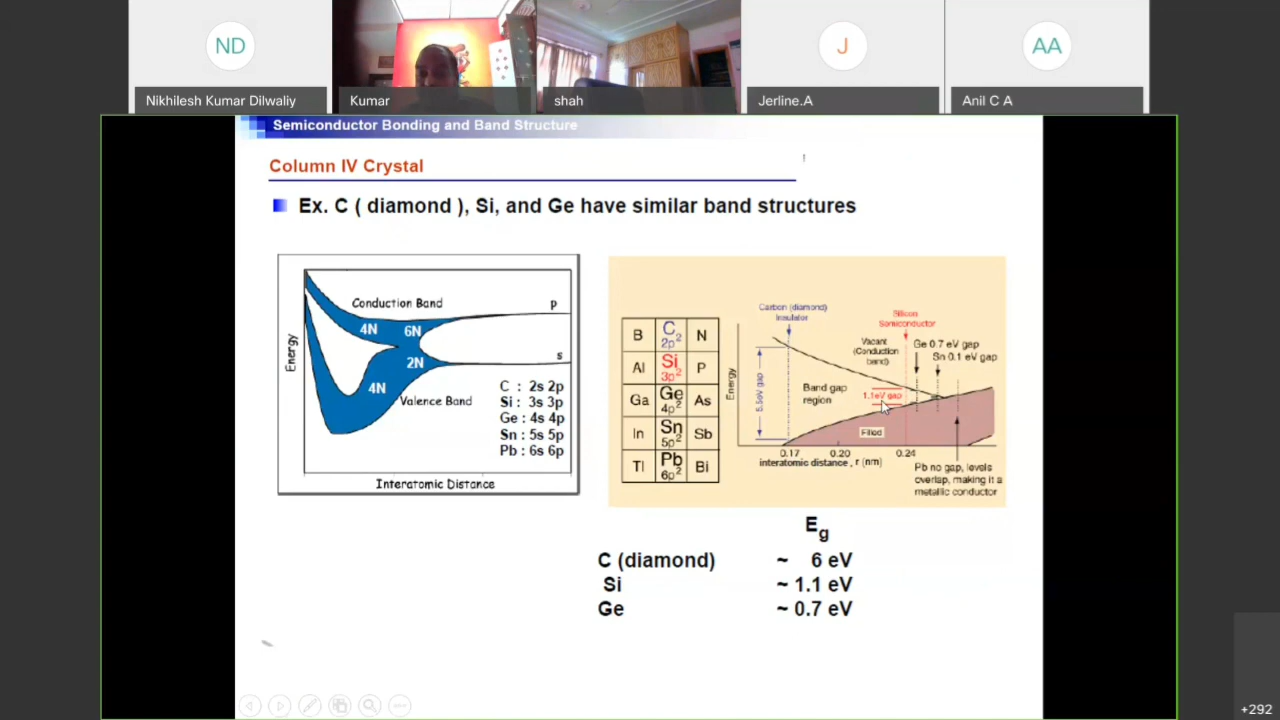 ND
J
AA
Nikhilesh Kumar Dilwaliy
Kumar
shah
Jerline.A
Anil C A
Semiconductor Bonding and Band Structure
Column IV Crystal
Ex. C ( diamond ), Si, and Ge have similar band structures
Conduction Band
p
4N
6N
Energy
s
2N
4N
Valence Band
C : 2s 2p
Si : 3s 3p
Ge : 4s 4p
Sn : 5s 5p
Pb : 6s 6p
Interatomic Distance
B C 2p² N
Al Si 3p² P
Ga Ge 4p² As
In Sn 5p² Sb
Tl Pb 6p² Bi
Carbon (diamond)
Insulator
Silicon
Semiconductor
Vacant
(Conduction
band)
Ge 0.7 eV gap
Sn 0.1 eV gap
Energy
5.5eV gap
Band gap
region
1.1eV gap
Filled
0.17 0.20 0.24
interatomic distance , r (nm)
Pb no gap, levels
overlap, making it a
metallic conductor
Eg
C (diamond) ~ 6 eV
Si ~ 1.1 eV
Ge ~ 0.7 eV
+292